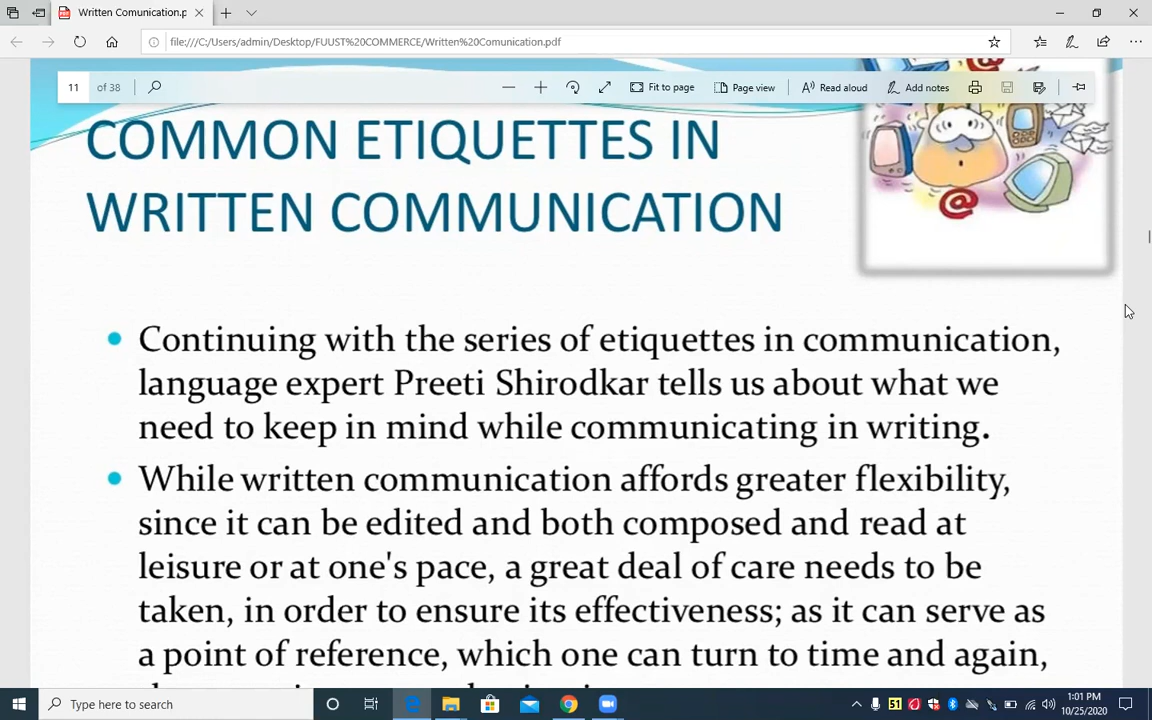 Written Comunication.p
file:///C:/Users/admin/Desktop/FUUST%20COMMERCE/Written%20Comunication.pdf
11 of 38
Fit to page
Page view
Read aloud
Add notes
COMMON ETIQUETTES IN
WRITTEN COMMUNICATION
@
Continuing with the series of etiquettes in communication,
language expert Preeti Shirodkar tells us about what we
need to keep in mind while communicating in writing.
While written communication affords greater flexibility,
since it can be edited and both composed and read at
leisure or at one's pace, a great deal of care needs to be
taken, in order to ensure its effectiveness; as it can serve as
a point of reference, which one can turn to time and again,
Type here to search
51
1:01 PM
10/25/2020